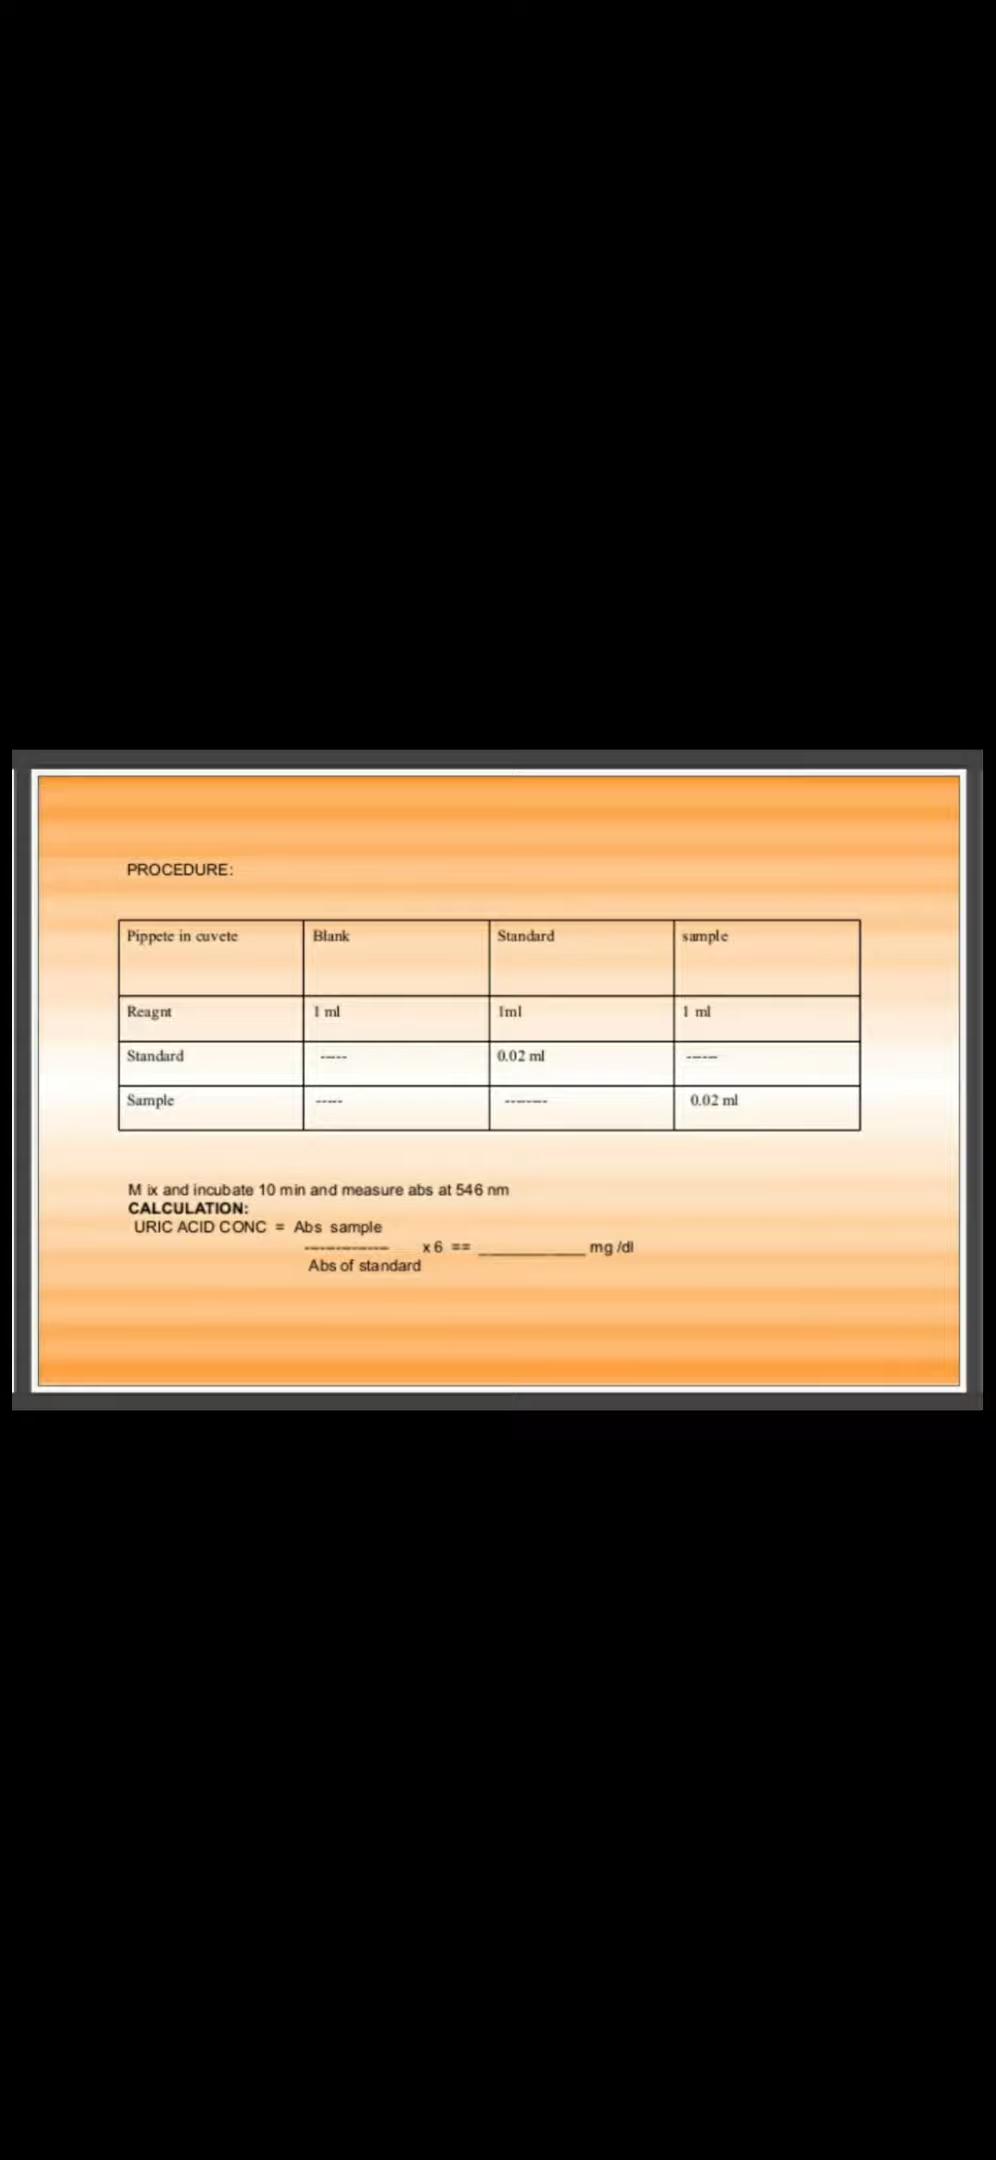 PROCEDURE:
Pippete in cuvete Blank Standard sample
Reagnt 1 ml 1ml 1 ml
Standard ----- 0.02 ml ------
Sample ----- -------- 0.02 ml
M ix and incubate 10 min and measure abs at 546 nm
CALCULATION:
URIC ACID CONC = Abs sample
--------------- x 6 == ____________ mg /dl
Abs of standard